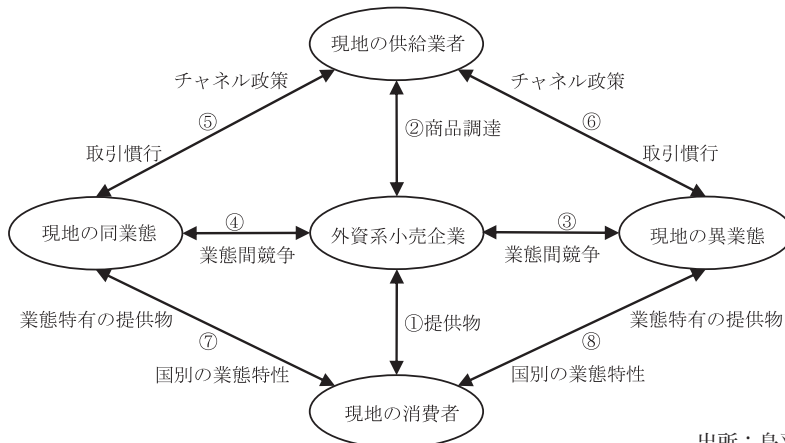 現地の供給業者
チャネル政策
チャネル政策
⑤
②商品調達
⑥
取引慣行
取引慣行
現地の同業態
④
業態間競争
外資系小売企業
③
業態間競争
現地の異業態
業態特有の提供物
⑦
国別の業態特性
①提供物
業態特有の提供物
⑧
国別の業態特性
現地の消費者
出所:鳥